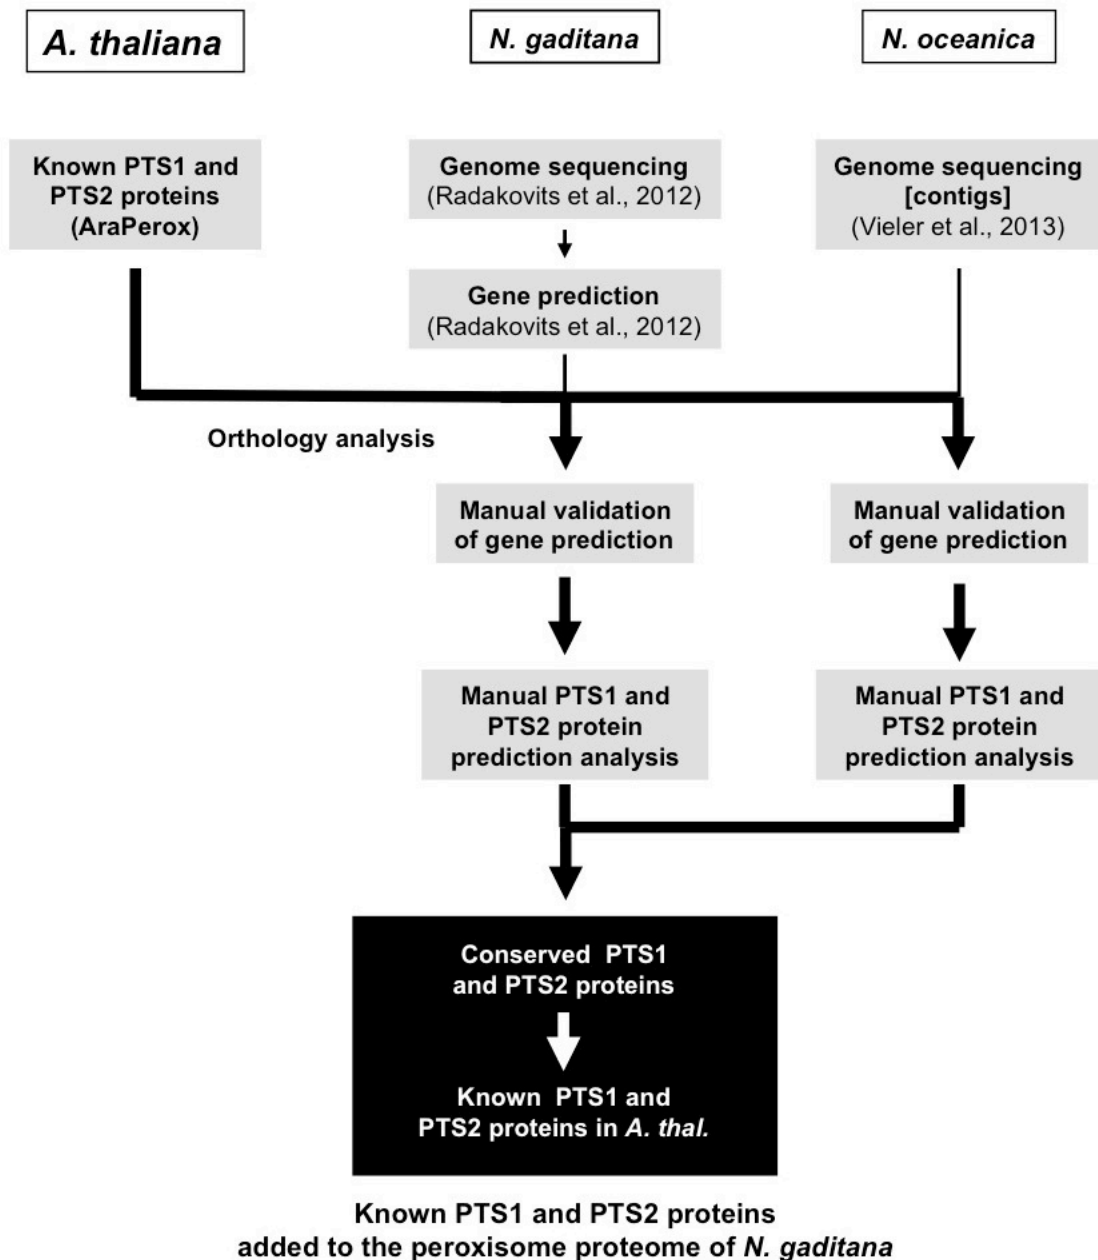 A. thaliana
N. gaditana
N. oceanica
Known PTS1 and
PTS2 proteins
(AraPerox)
Genome sequencing
(Radakovits et al., 2012)
Genome sequencing
[contigs]
(Vieler et al., 2013)
Gene prediction
(Radakovits et al., 2012)
Orthology analysis
Manual validation
of gene prediction
Manual validation
of gene prediction
Manual PTS1 and
PTS2 protein
prediction analysis
Manual PTS1 and
PTS2 protein
prediction analysis
Conserved PTS1
and PTS2 proteins
Known PTS1 and
PTS2 proteins in A. thal.
Known PTS1 and PTS2 proteins
added to the peroxisome proteome of N. gaditana